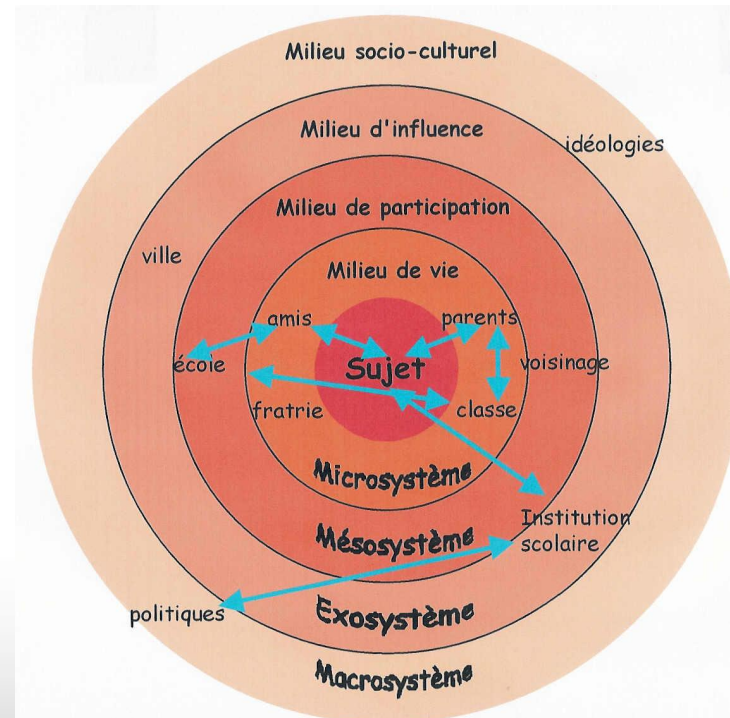 Milieu socio-culturel
Milieu d'influence
idéologies
Milieu de participation
ville
Milieu de vie
amis
parents
école
Sujet
voisinage
fratrie
classe
Microsystème
Institution
scolaire
Mésosystème
politiques
Exosystème
Macrosystème